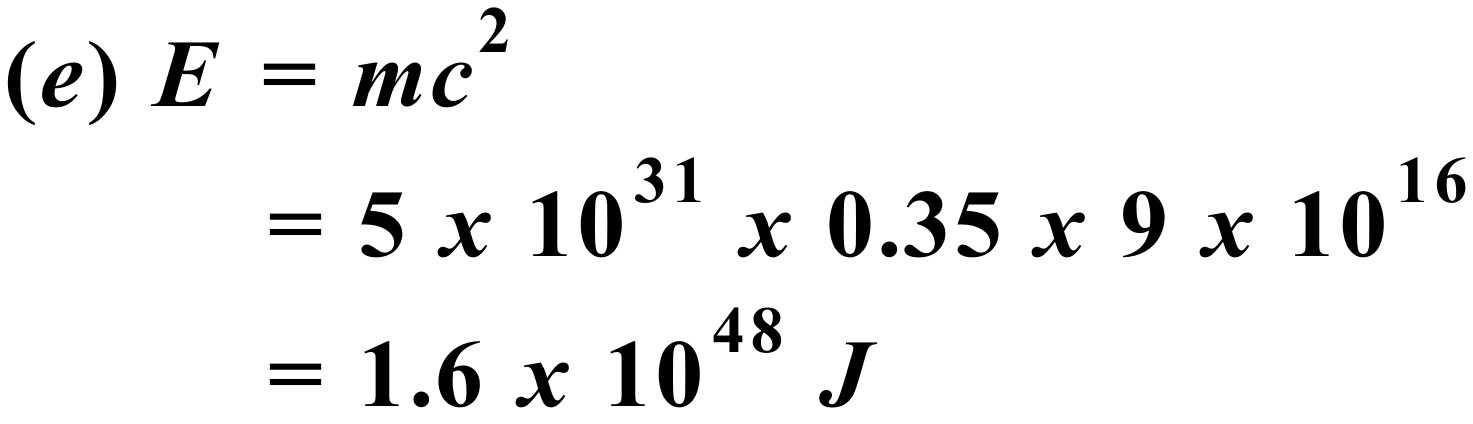 (e) E = mc²
= 5 x 10³¹ x 0.35 x 9 x 10¹⁶
= 1.6 x 10⁴⁸ J